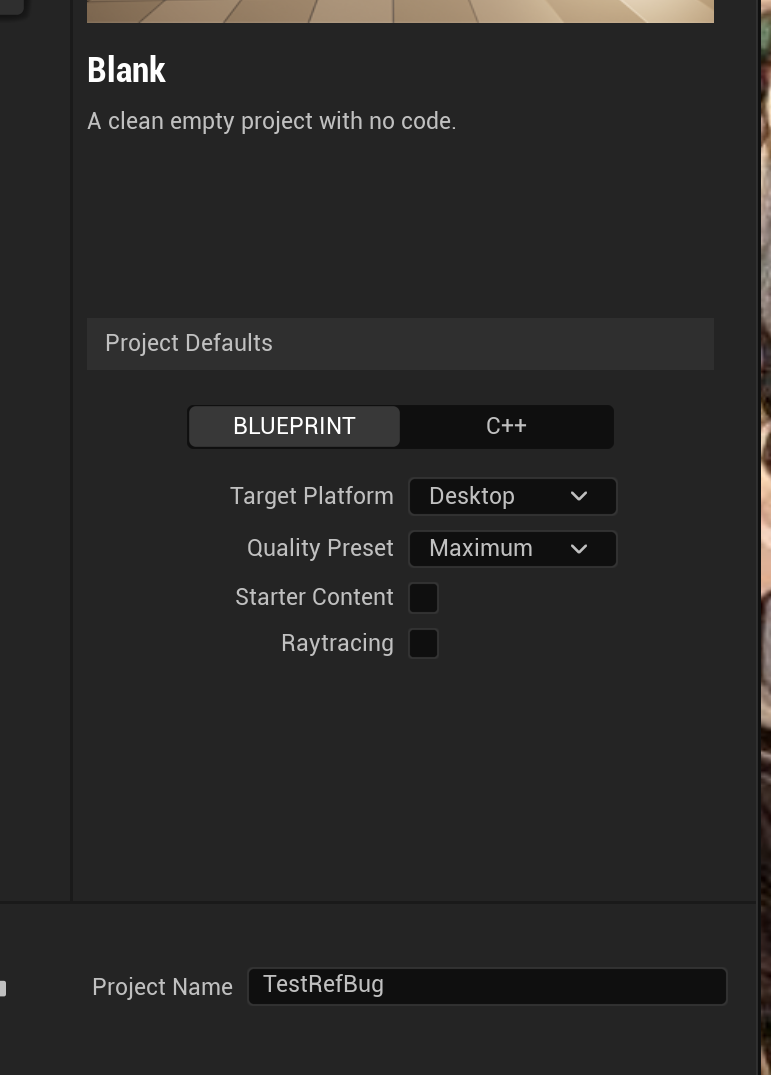 Blank
A clean empty project with no code.
Project Defaults
BLUEPRINT C++
Target Platform Desktop
Quality Preset Maximum
Starter Content
Raytracing
Project Name TestRefBug